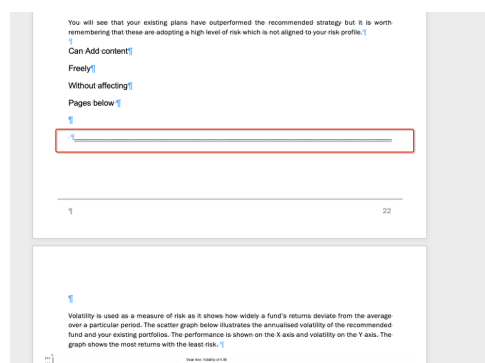 You will see that your existing plans have outperformed the recommended strategy but it is worth
remembering that these are adopting a high level of risk which is not aligned to your risk profile.¶
¶
Can·Add·content¶
Freely¶
Without·affecting¶
Pages·below·¶
¶
·¶
¶ 22
¶
Volatility is used as a measure of risk as it shows how widely a fund's returns deviate from the average
over a particular period. The scatter graph below illustrates the annualised volatility of the recommended
fund and your existing portfolios. The performance is shown on the X axis and volatility on the Y axis. The
graph shows the most returns with the least risk.·¶